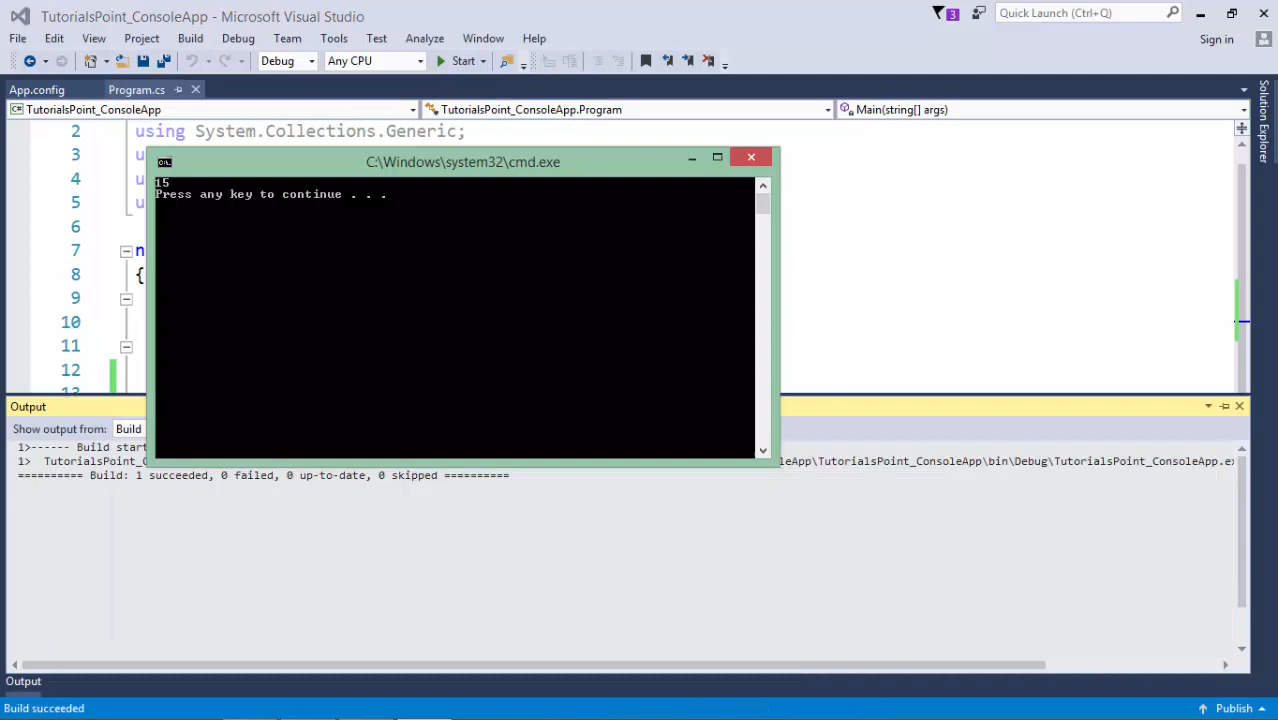 TutorialsPoint_ConsoleApp - Microsoft Visual Studio
3
Quick Launch (Ctrl+Q)
File Edit View Project Build Debug Team Tools Test Analyze Window Help
Sign in
Debug Any CPU Start
App.config Program.cs
Solution Explorer
TutorialsPoint_ConsoleApp TutorialsPoint_ConsoleApp.Program Main(string[] args)
2 using System.Collections.Generic;
3 u
4 u
5 u
6
7 n
8 {
9
10
11
12
13
C:\Windows\system32\cmd.exe
15
Press any key to continue . . .
Output
Show output from: Build
1>------ Build start
1> TutorialsPoint_C leApp\TutorialsPoint_ConsoleApp\bin\Debug\TutorialsPoint_ConsoleApp.ex
========== Build: 1 succeeded, 0 failed, 0 up-to-date, 0 skipped ==========
Output
Build succeeded Publish